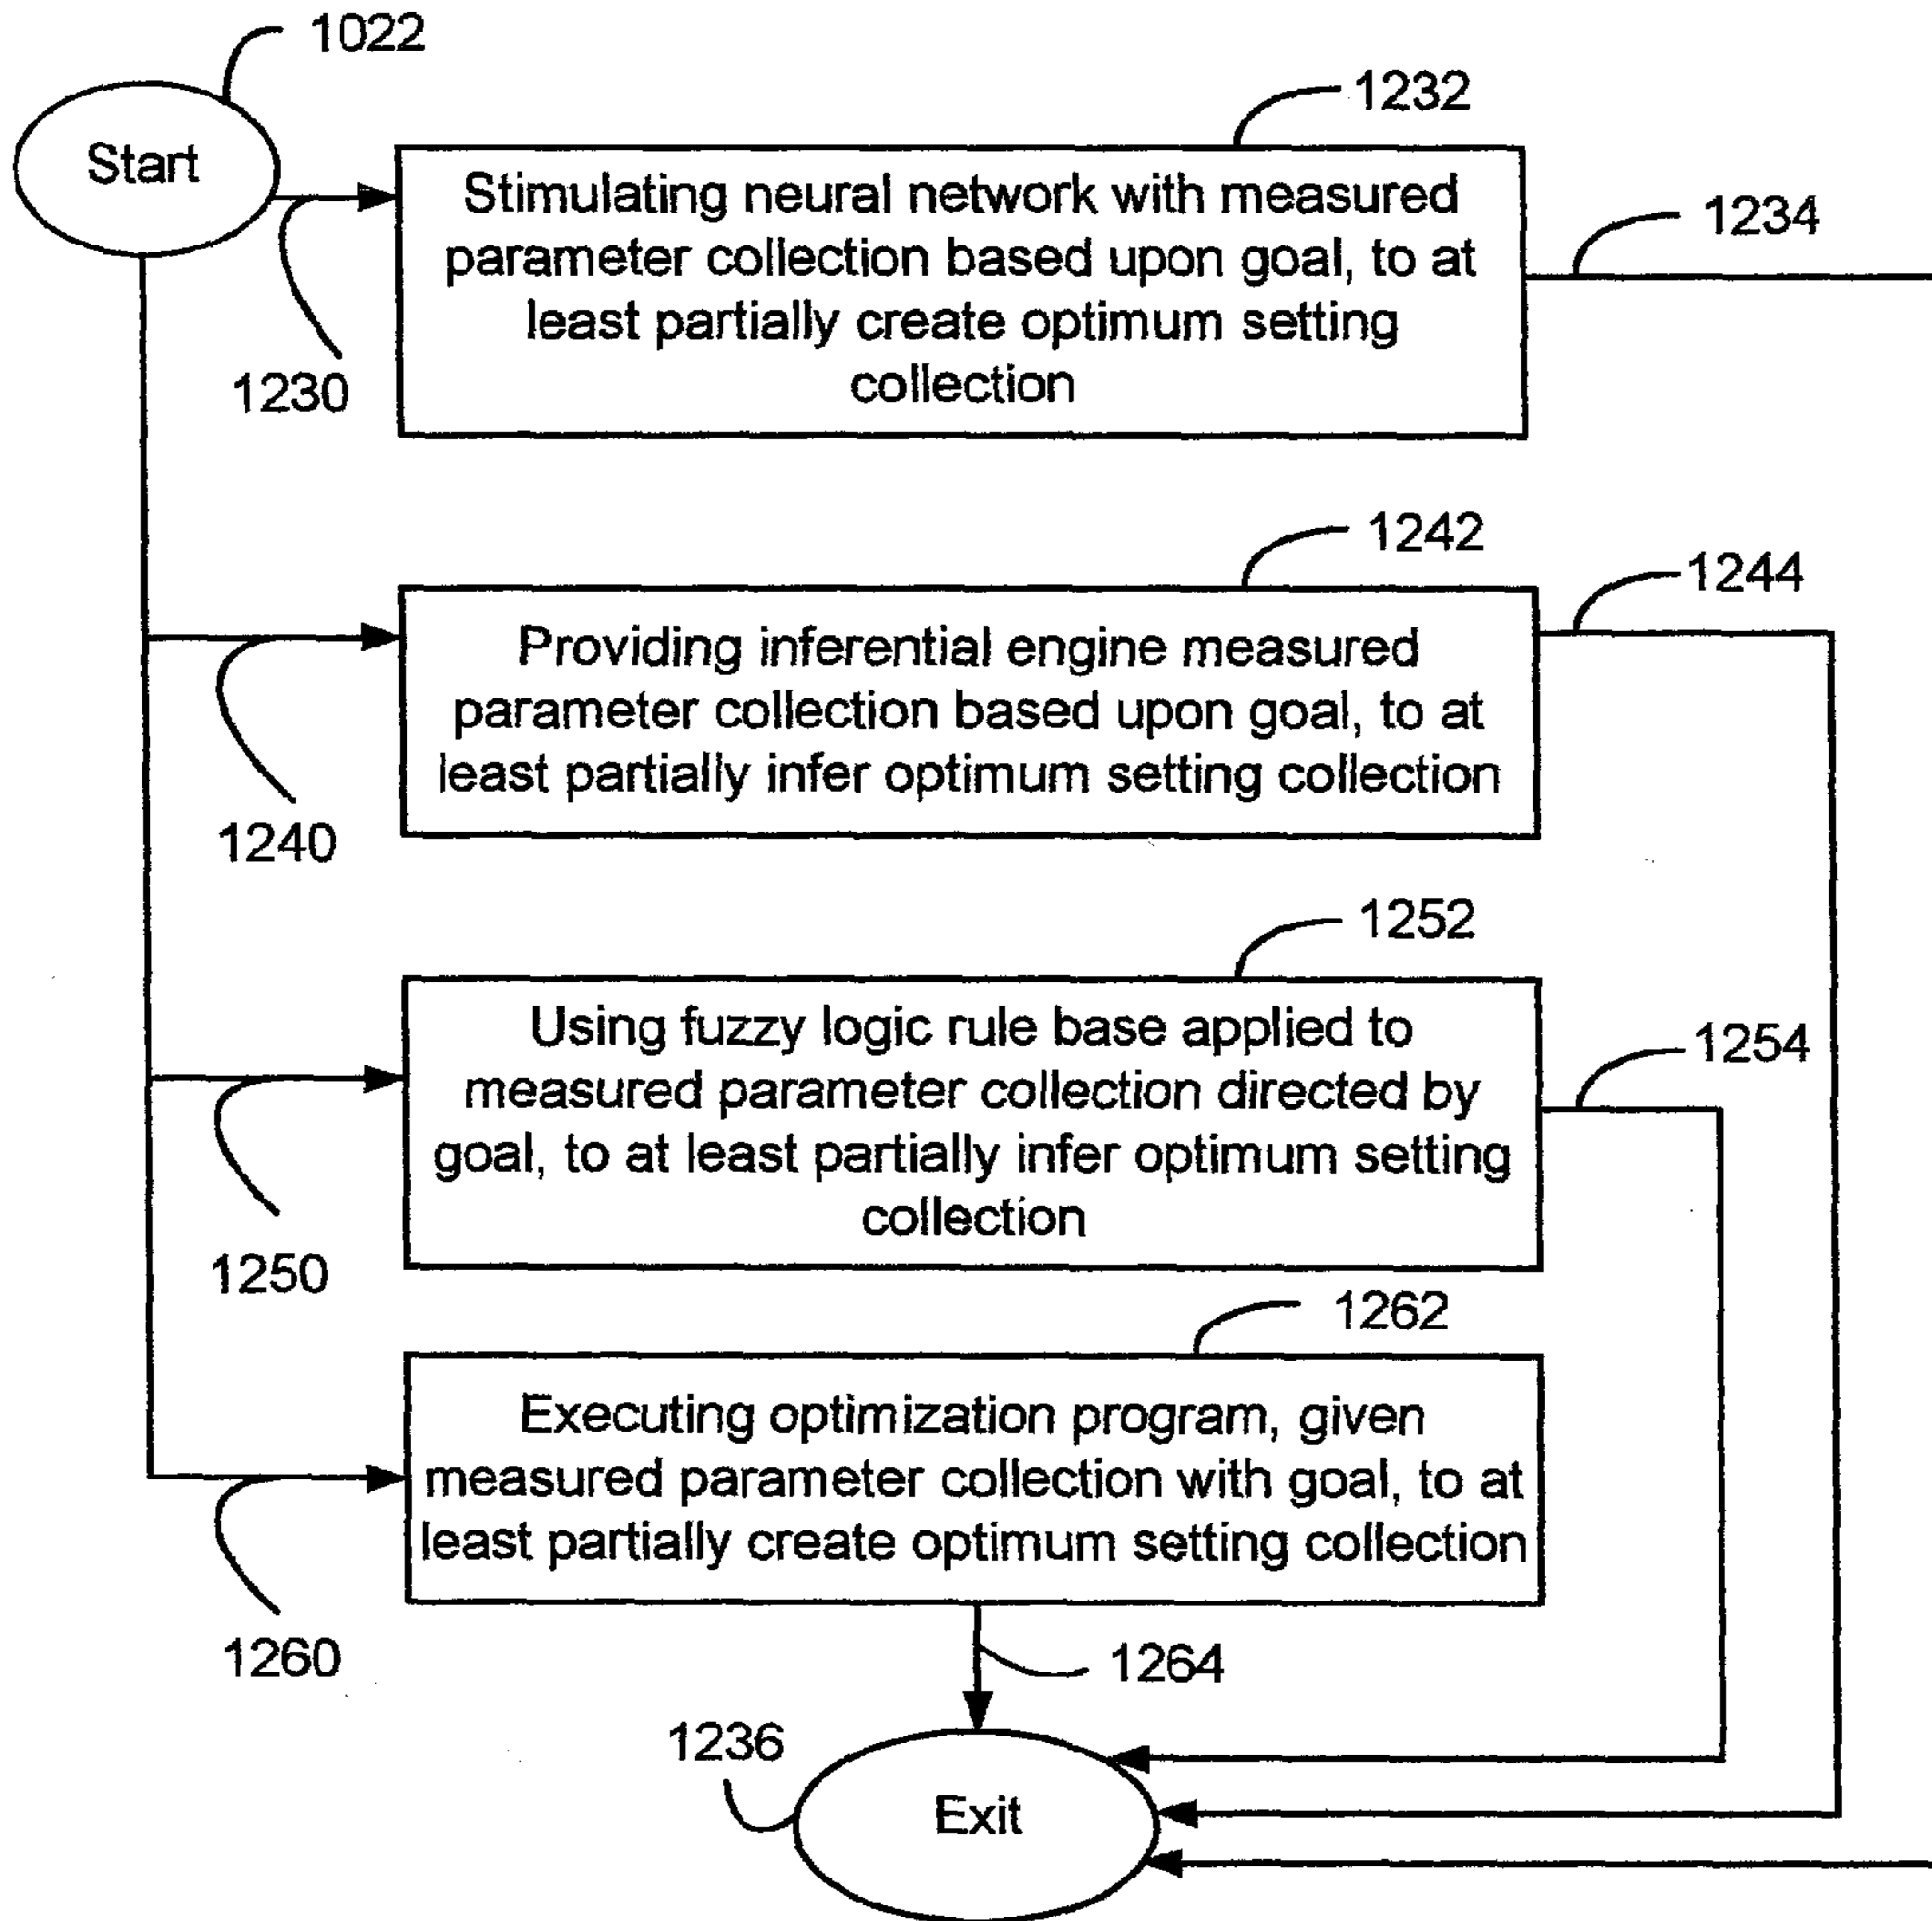 1022
Start
1232
Stimulating neural network with measured
parameter collection based upon goal, to at
least partially create optimum setting
collection
1234
1230
1242
1244
Providing inferential engine measured
parameter collection based upon goal, to at
least partially infer optimum setting collection
1240
1252
Using fuzzy logic rule base applied to
measured parameter collection directed by
goal, to at least partially infer optimum setting
collection
1254
1250
1262
Executing optimization program, given
measured parameter collection with goal, to at
least partially create optimum setting collection
1260
1264
1236
Exit